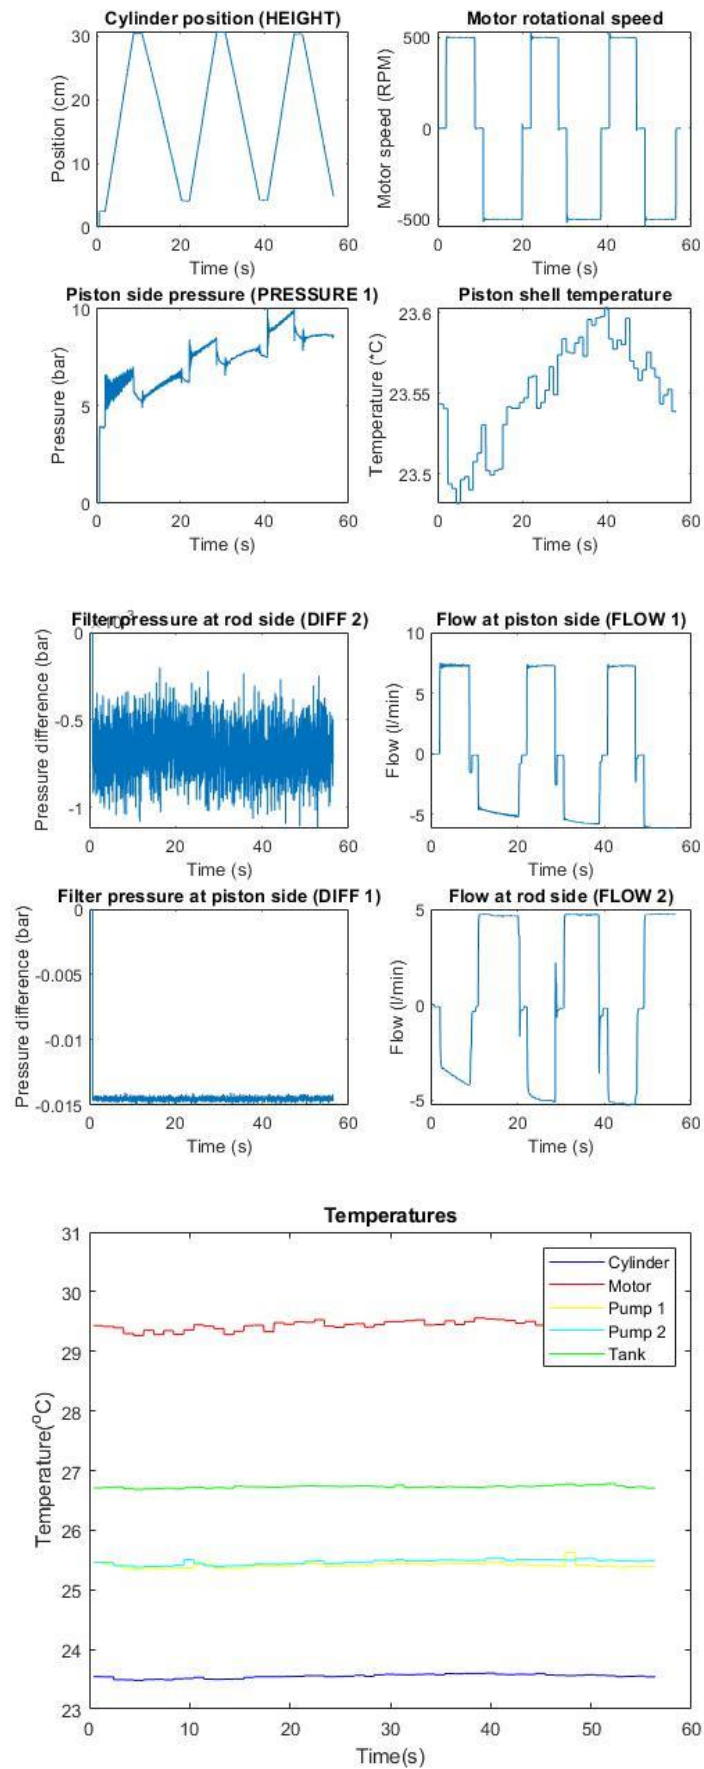 Cylinder position (HEIGHT)
30
20
10
0
Position (cm)
0 20 40 60
Time (s)
Motor rotational speed
500
0
-500
Motor speed (RPM)
0 20 40 60
Time (s)
Piston side pressure (PRESSURE 1)
10
5
0
Pressure (bar)
0 20 40 60
Time (s)
Piston shell temperature
23.6
23.55
23.5
Temperature (*C)
0 20 40 60
Time (s)
Filter pressure at rod side (DIFF 2)
0
-0.5
-1
Pressure difference (bar)
0 20 40 60
Time (s)
Flow at piston side (FLOW 1)
10
5
0
-5
Flow (l/min)
0 20 40 60
Time (s)
Filter pressure at piston side (DIFF 1)
0
-0.005
-0.01
-0.015
Pressure difference (bar)
0 20 40 60
Time (s)
Flow at rod side (FLOW 2)
5
0
-5
Flow (l/min)
0 20 40 60
Time (s)
Temperatures
31
30
29
28
27
26
25
24
23
Temperature(°C)
Cylinder
Motor
Pump 1
Pump 2
Tank
0 10 20 30 40 50 60
Time(s)